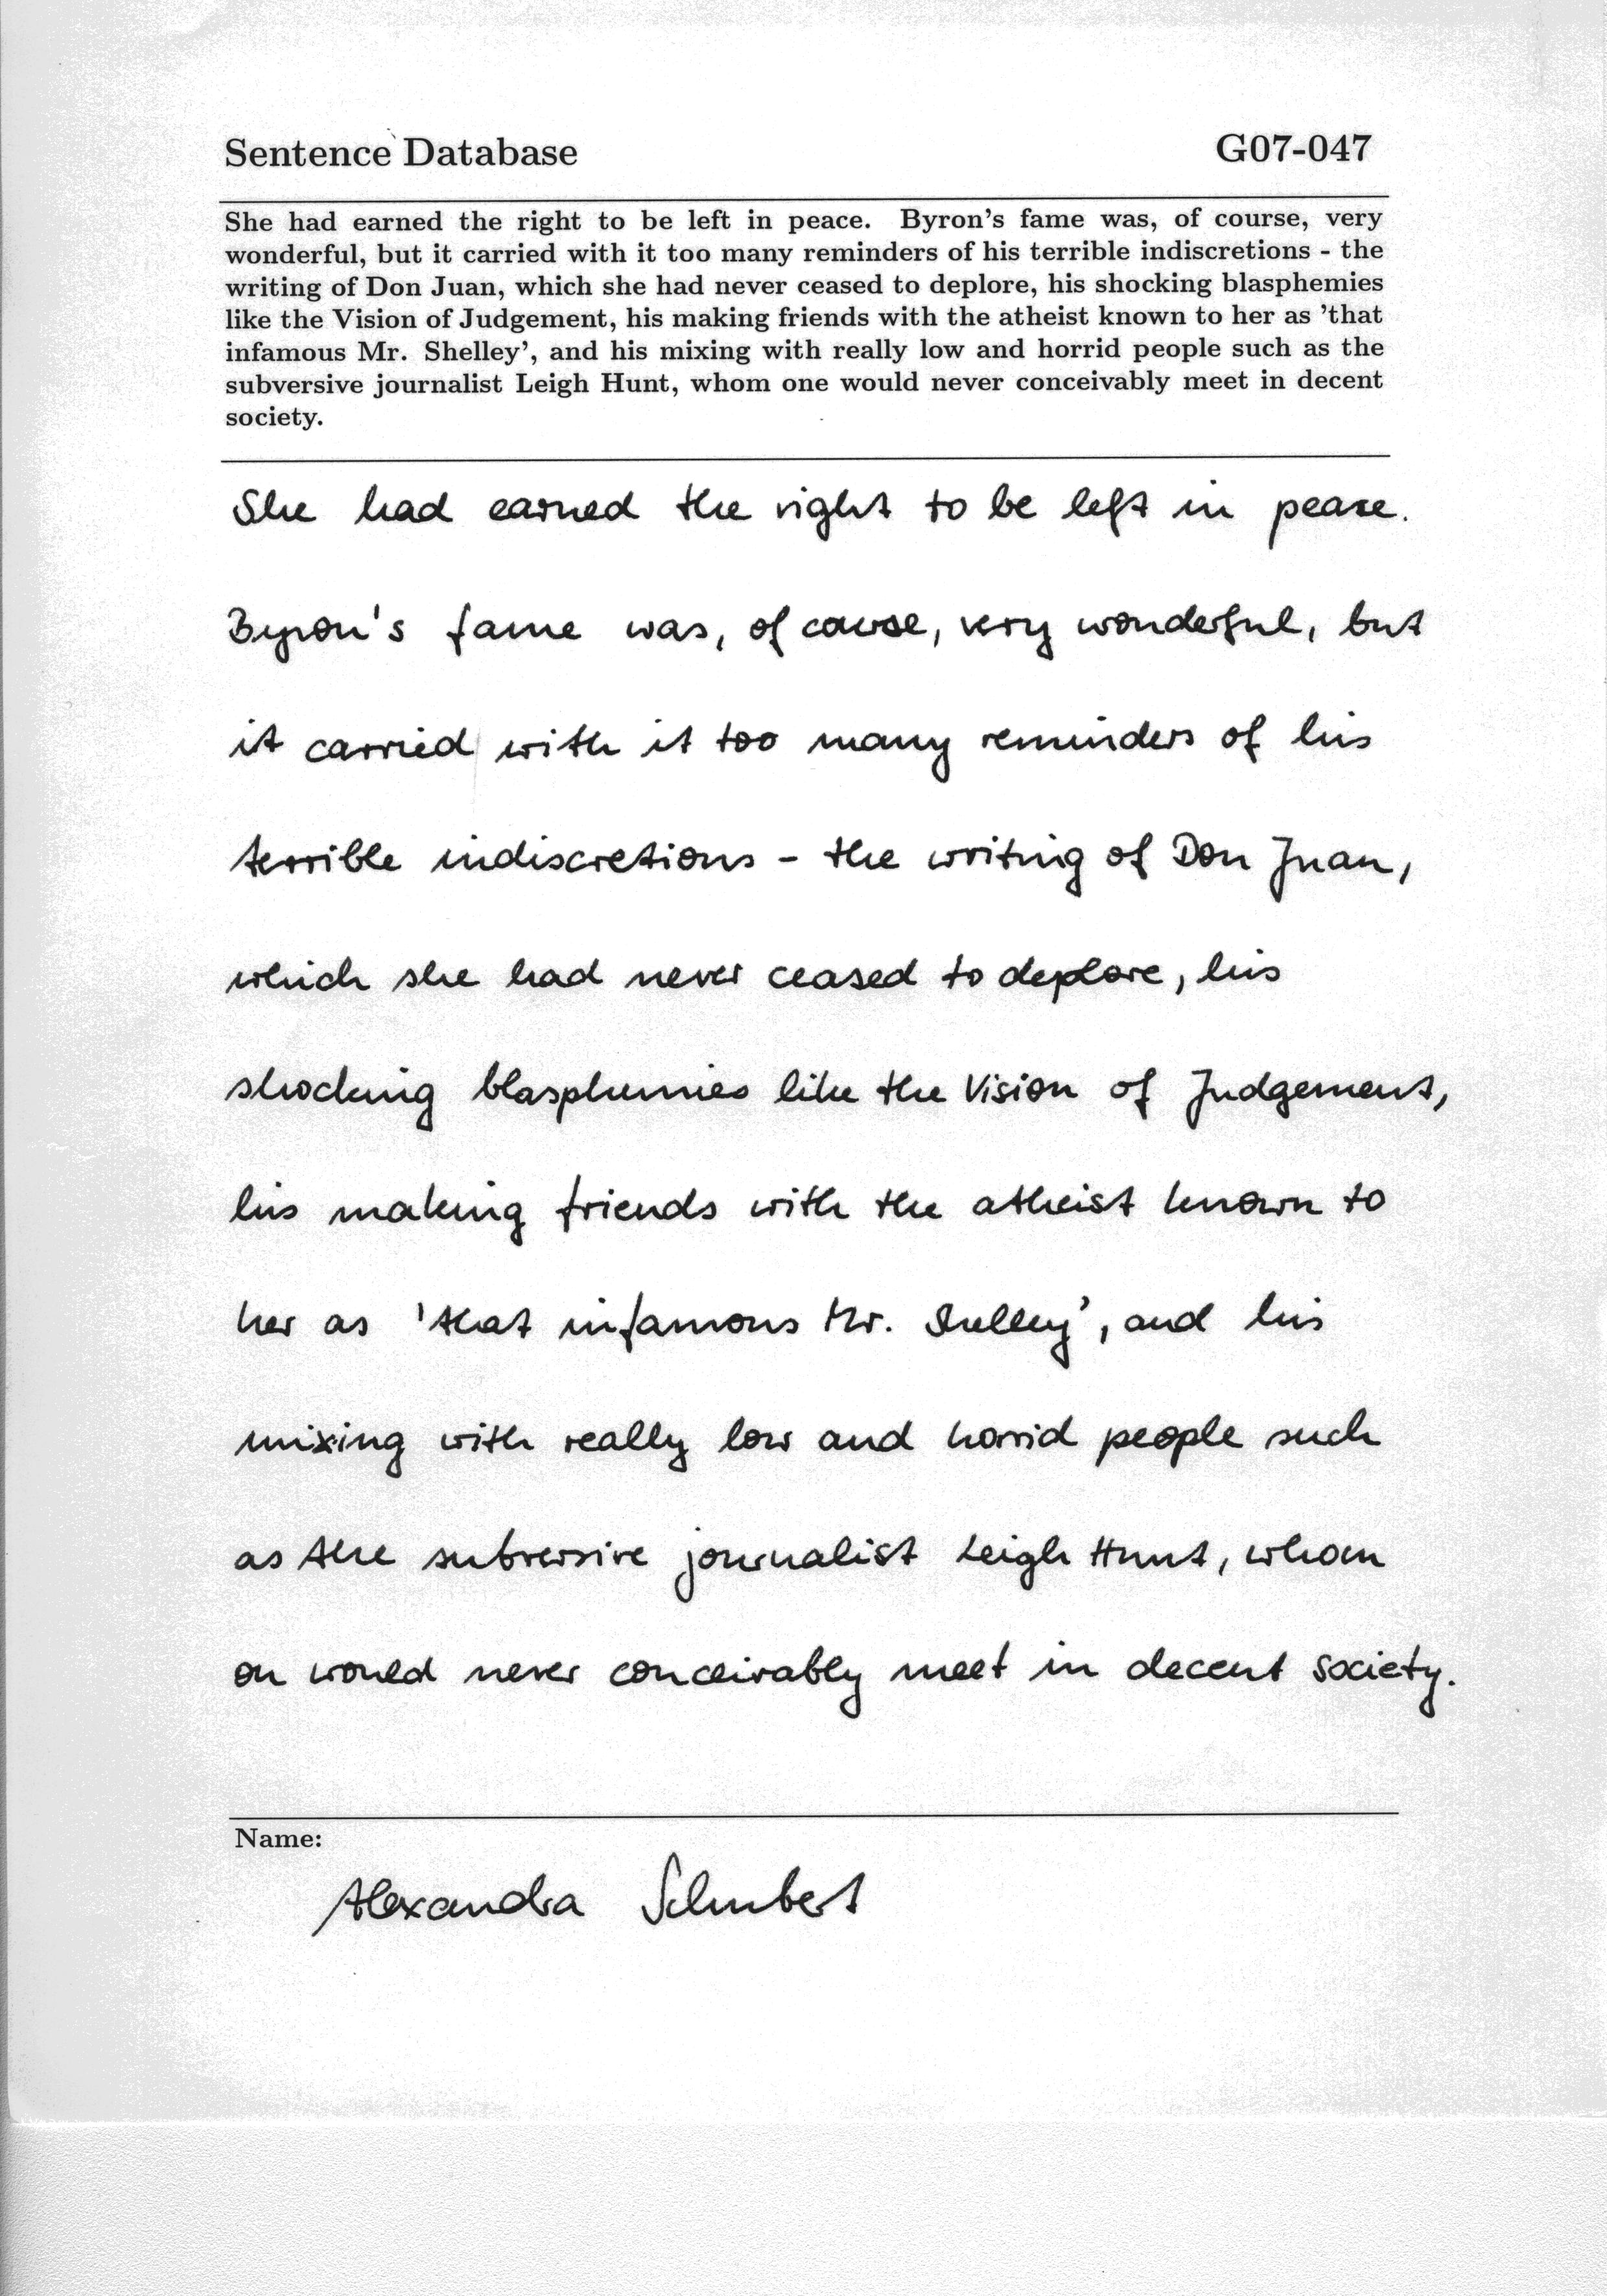 Sentence Database
G07-047
She had earned the right to be left in peace. Byron's fame was, of course, very
wonderful, but it carried with it too many reminders of his terrible indiscretions - the
writing of Don Juan, which she had never ceased to deplore, his shocking blasphemies
like the Vision of Judgement, his making friends with the atheist known to her as 'that
infamous Mr. Shelley', and his mixing with really low and horrid people such as the
subversive journalist Leigh Hunt, whom one would never conceivably meet in decent
society.
She had earned the right to be left in peace.
Byron's fame was, of course, very wonderful, but
it carried with it too many reminders of his
terrible indiscretions - the writing of Don Juan,
which she had never ceased to deplore, his
shocking blasphemies like the Vision of Judgement,
his making friends with the atheist known to
her as 'that infamous Mr. Shelley', and his
mixing with really low and horrid people such
as the subversive journalist Leigh Hunt, whom
on would never conceivably meet in decent society.
Name:
Alexandra Schubert